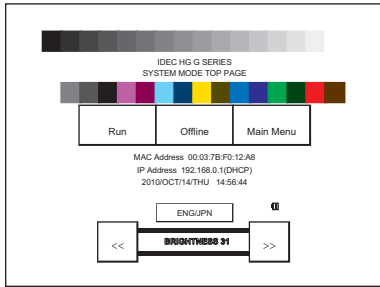 IDEC HG G SERIES
SYSTEM MODE TOP PAGE
Run Offline Main Menu
MAC Address 00:03:7B:F0:12:A8
IP Address 192.168.0.1(DHCP)
2010/OCT/14/THU 14:56:44
ENG/JPN
<< BRIGHTNESS 31 >>